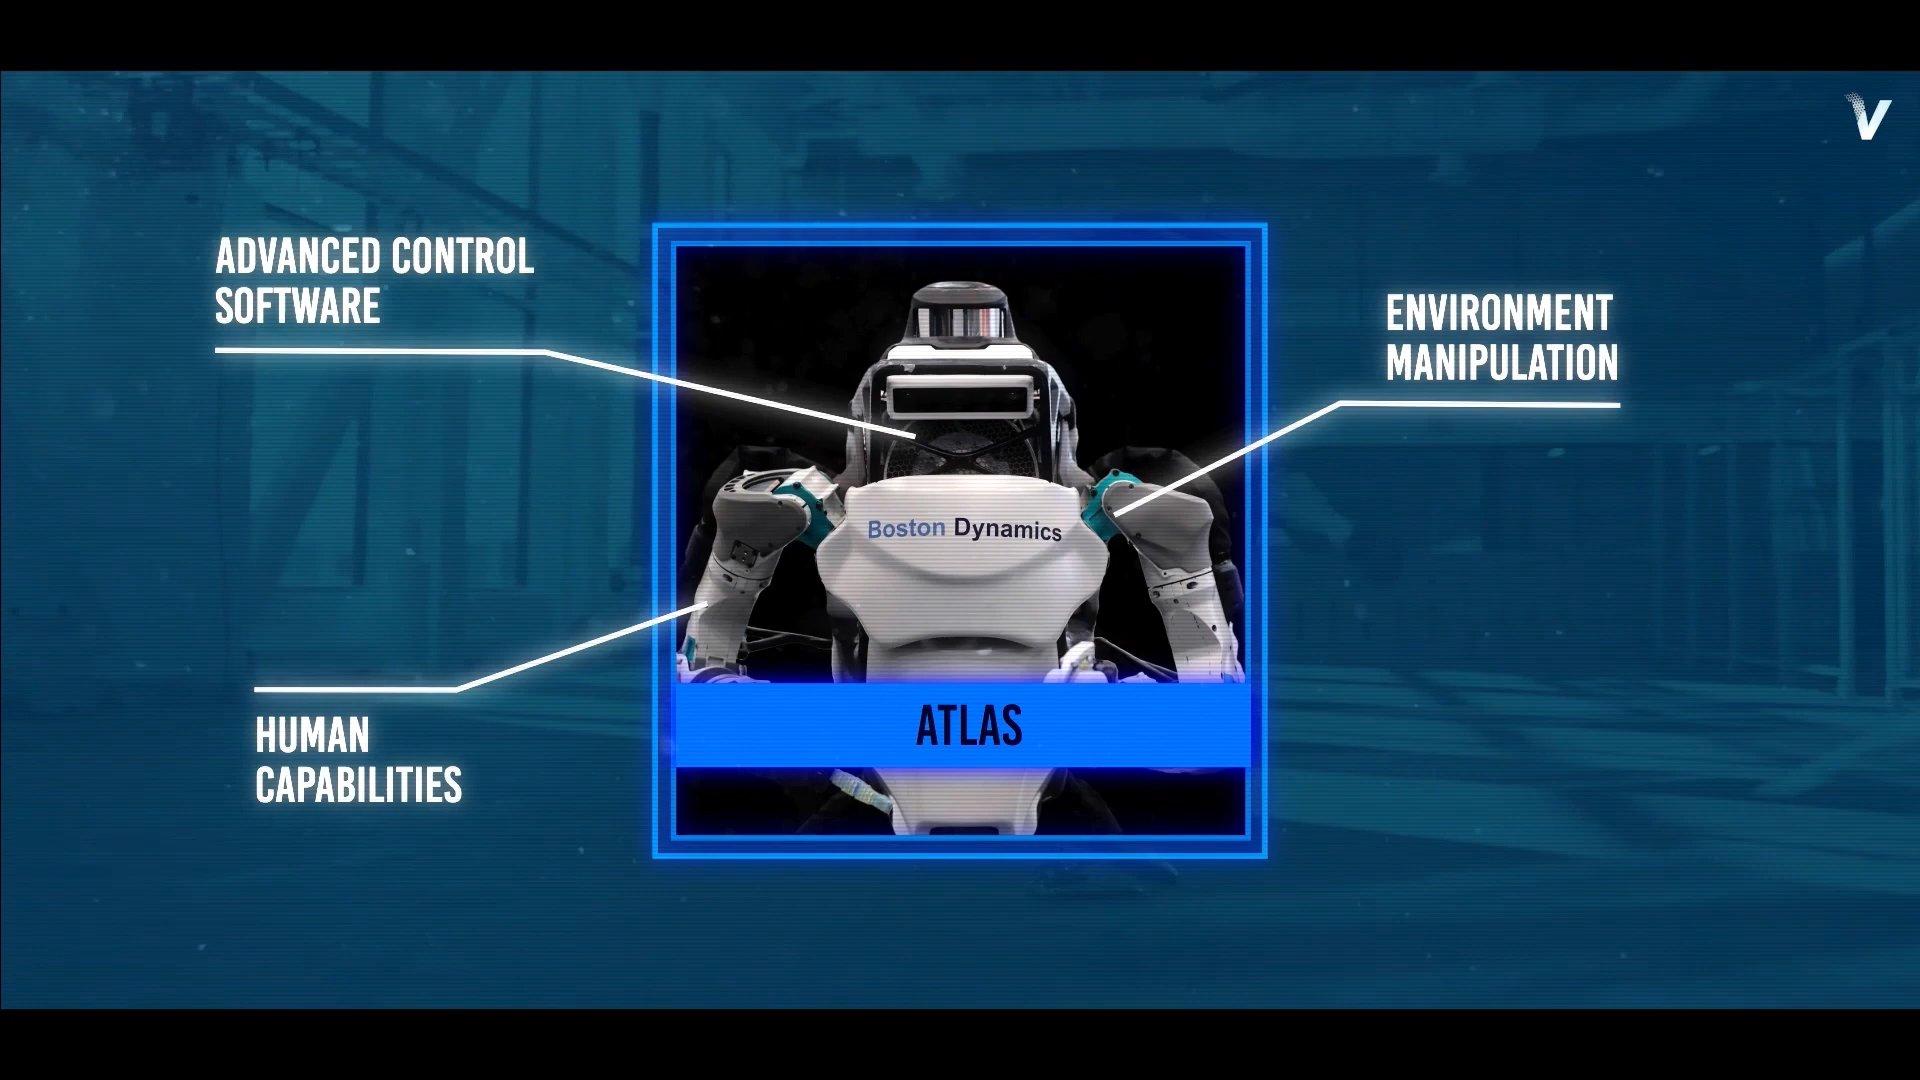 V
ADVANCED CONTROL
SOFTWARE
ENVIRONMENT
MANIPULATION
Boston Dynamics
ATLAS
HUMAN
CAPABILITIES